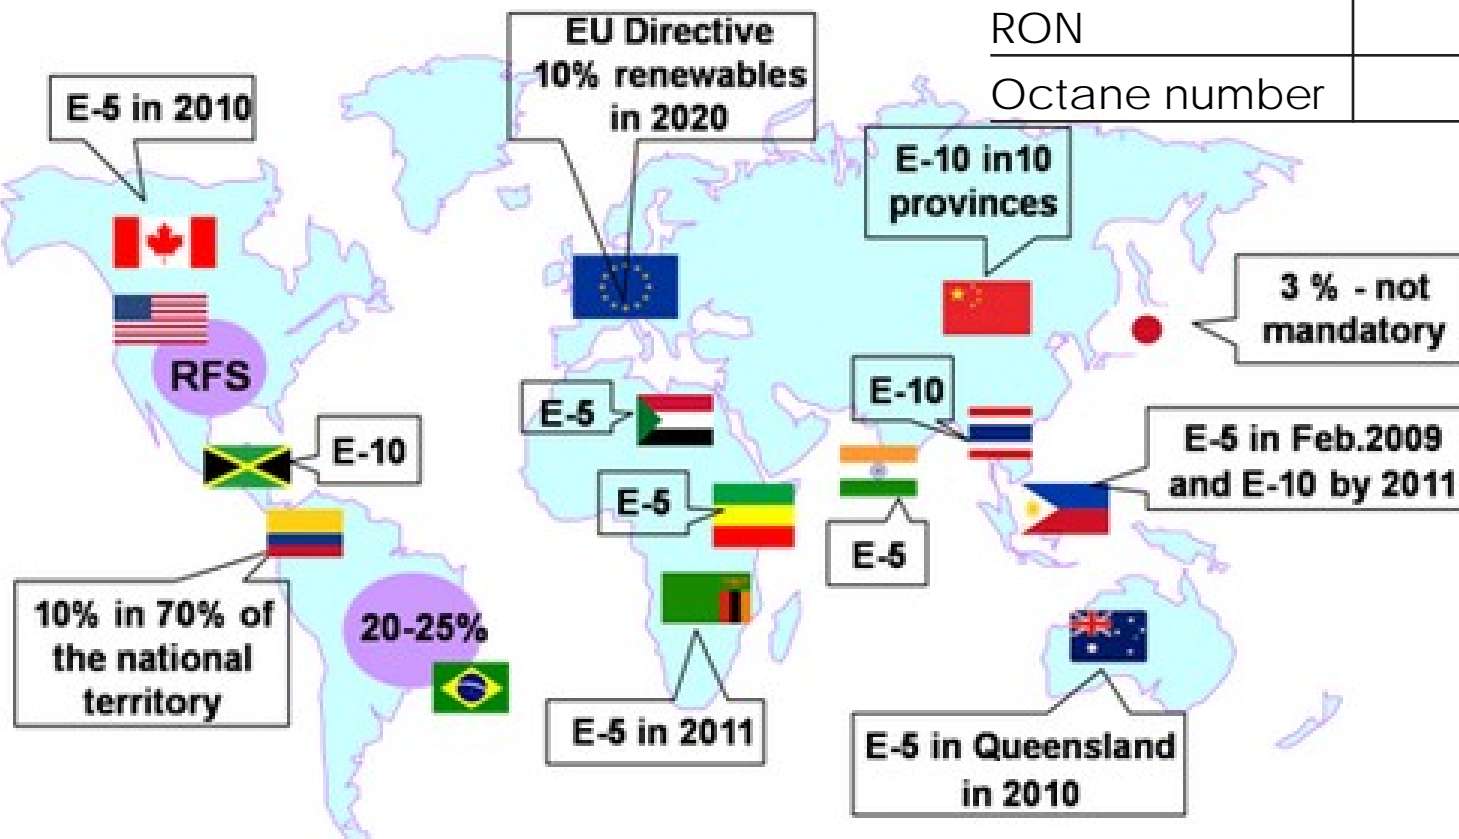 RON
Octane number
EU Directive
10% renewables
in 2020
E-5 in 2010
E-10 in10
provinces
3 % - not
mandatory
RFS
E-5
E-10
E-10
E-5 in Feb.2009
and E-10 by 2011
E-5
E-5
10% in 70% of
the national
territory
20-25%
E-5 in 2011
E-5 in Queensland
in 2010